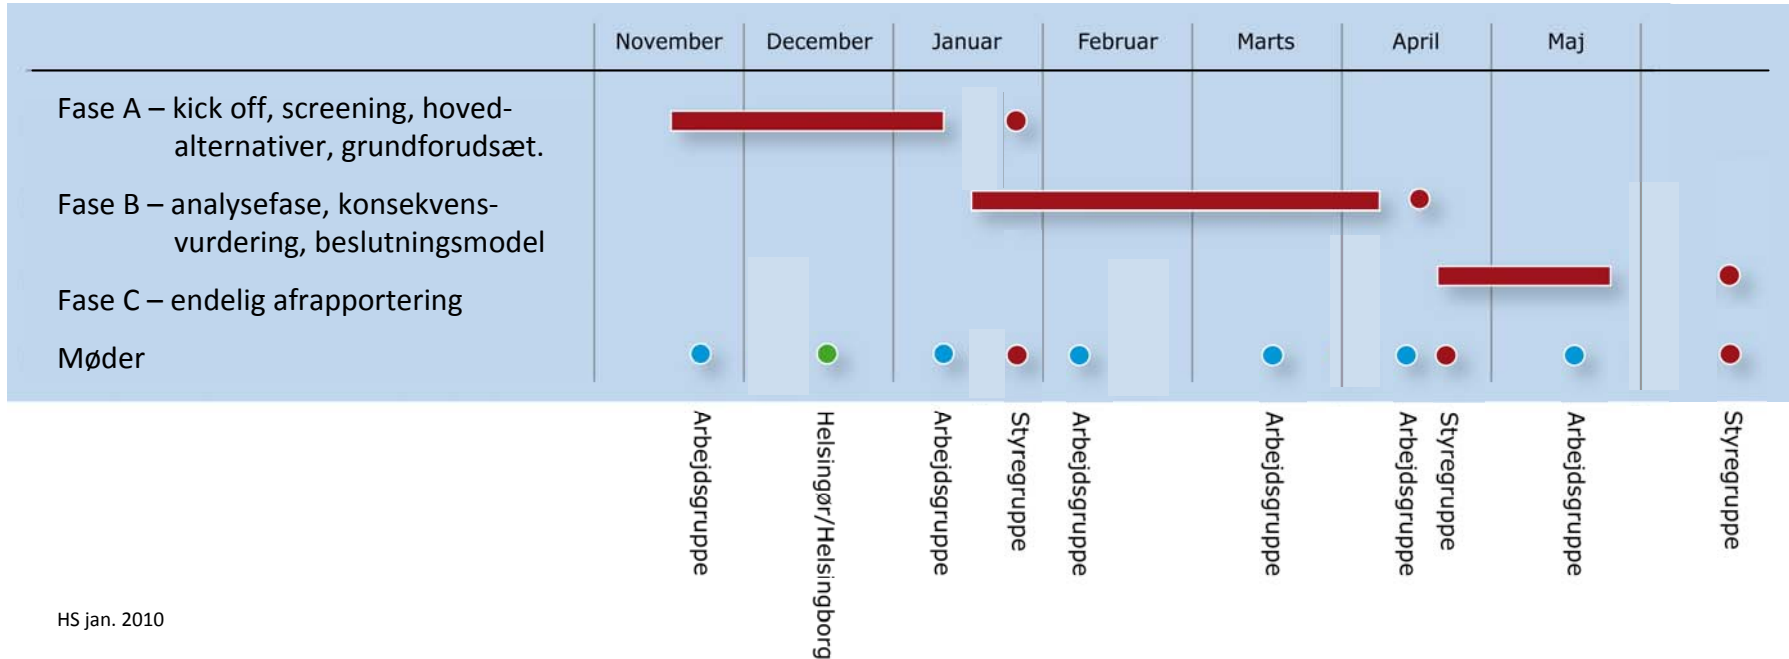 November December Januar Februar Marts April Maj
Fase A – kick off, screening, hoved-
alternativer, grundforudsæt.
Fase B – analysefase, konsekvens-
vurdering, beslutningsmodel
Fase C – endelig afrapportering
Møder
Arbejdsgruppe
Helsingør/Helsingborg
Arbejdsgruppe
Styregruppe
Arbejdsgruppe
Arbejdsgruppe
Arbejdsgruppe
Styregruppe
Arbejdsgruppe
Styregruppe
HS jan. 2010